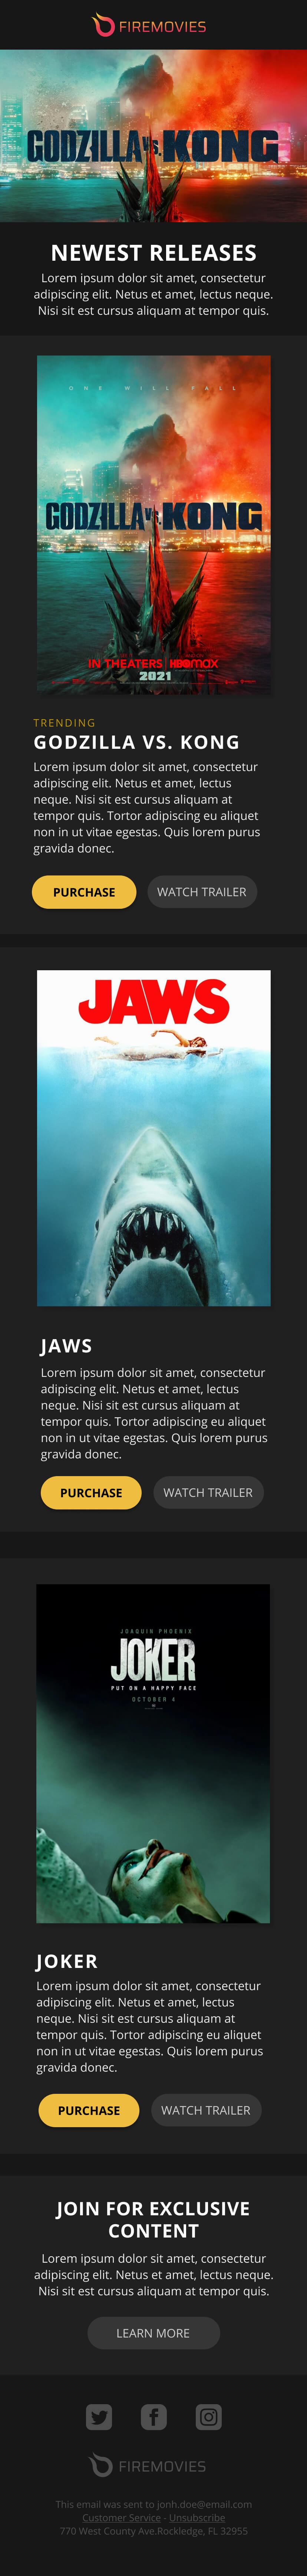 FIREMOVIES
GODZILLA VS. KONG
NEWEST RELEASES
Lorem ipsum dolor sit amet, consectetur
adipiscing elit. Netus et amet, lectus neque.
Nisi sit est cursus aliquam at tempor quis.
ONE WILL FALL
GODZILLA VS. KONG
IN THEATERS HBOMAX
2021
TRENDING
GODZILLA VS. KONG
Lorem ipsum dolor sit amet, consectetur
adipiscing elit. Netus et amet, lectus
neque. Nisi sit est cursus aliquam at
tempor quis. Tortor adipiscing eu aliquet
non in ut vitae egestas. Quis lorem purus
gravida donec.
PURCHASE WATCH TRAILER
JAWS
JAWS
Lorem ipsum dolor sit amet, consectetur
adipiscing elit. Netus et amet, lectus
neque. Nisi sit est cursus aliquam at
tempor quis. Tortor adipiscing eu aliquet
non in ut vitae egestas. Quis lorem purus
gravida donec.
PURCHASE WATCH TRAILER
JOAQUIN PHOENIX
JOKER
PUT ON A HAPPY FACE
OCTOBER 4
JOKER
Lorem ipsum dolor sit amet, consectetur
adipiscing elit. Netus et amet, lectus
neque. Nisi sit est cursus aliquam at
tempor quis. Tortor adipiscing eu aliquet
non in ut vitae egestas. Quis lorem purus
gravida donec.
PURCHASE WATCH TRAILER
JOIN FOR EXCLUSIVE
CONTENT
Lorem ipsum dolor sit amet, consectetur
adipiscing elit. Netus et amet, lectus neque.
Nisi sit est cursus aliquam at tempor quis.
LEARN MORE
FIREMOVIES
This email was sent to jonh.doe@email.com
Customer Service - Unsubscribe
770 West County Ave.Rockledge, FL 32955